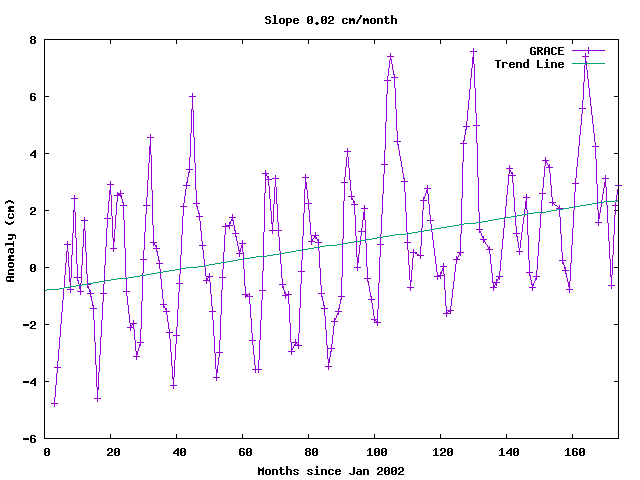 Slope 0.02 cm/month
GRACE
Trend Line
8
6
4
2
0
-2
-4
-6
Anomaly (cm)
0 20 40 60 80 100 120 140 160
Months since Jan 2002